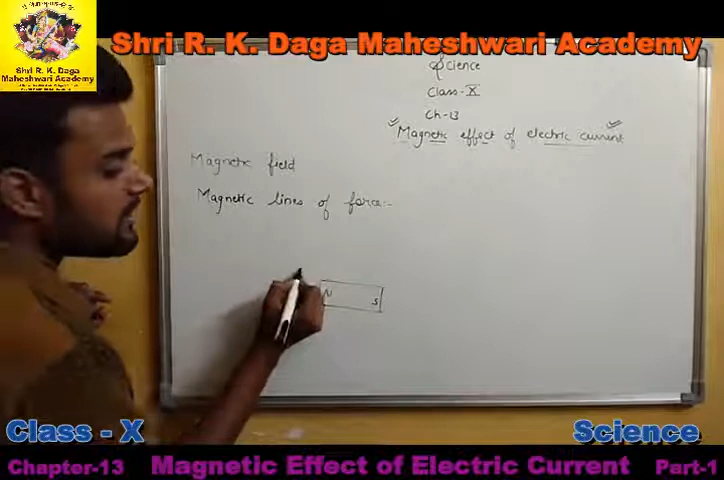 Shri R. K. Daga Maheshwari Academy
Shri R. K. Daga
Maheshwari Academy
Science
Class-X
Ch-13
Magnetic effect of electric current
Magnetic field
Magnetic lines of force:-
N S
Class - X
Science
Chapter-13 Magnetic Effect of Electric Current Part-1